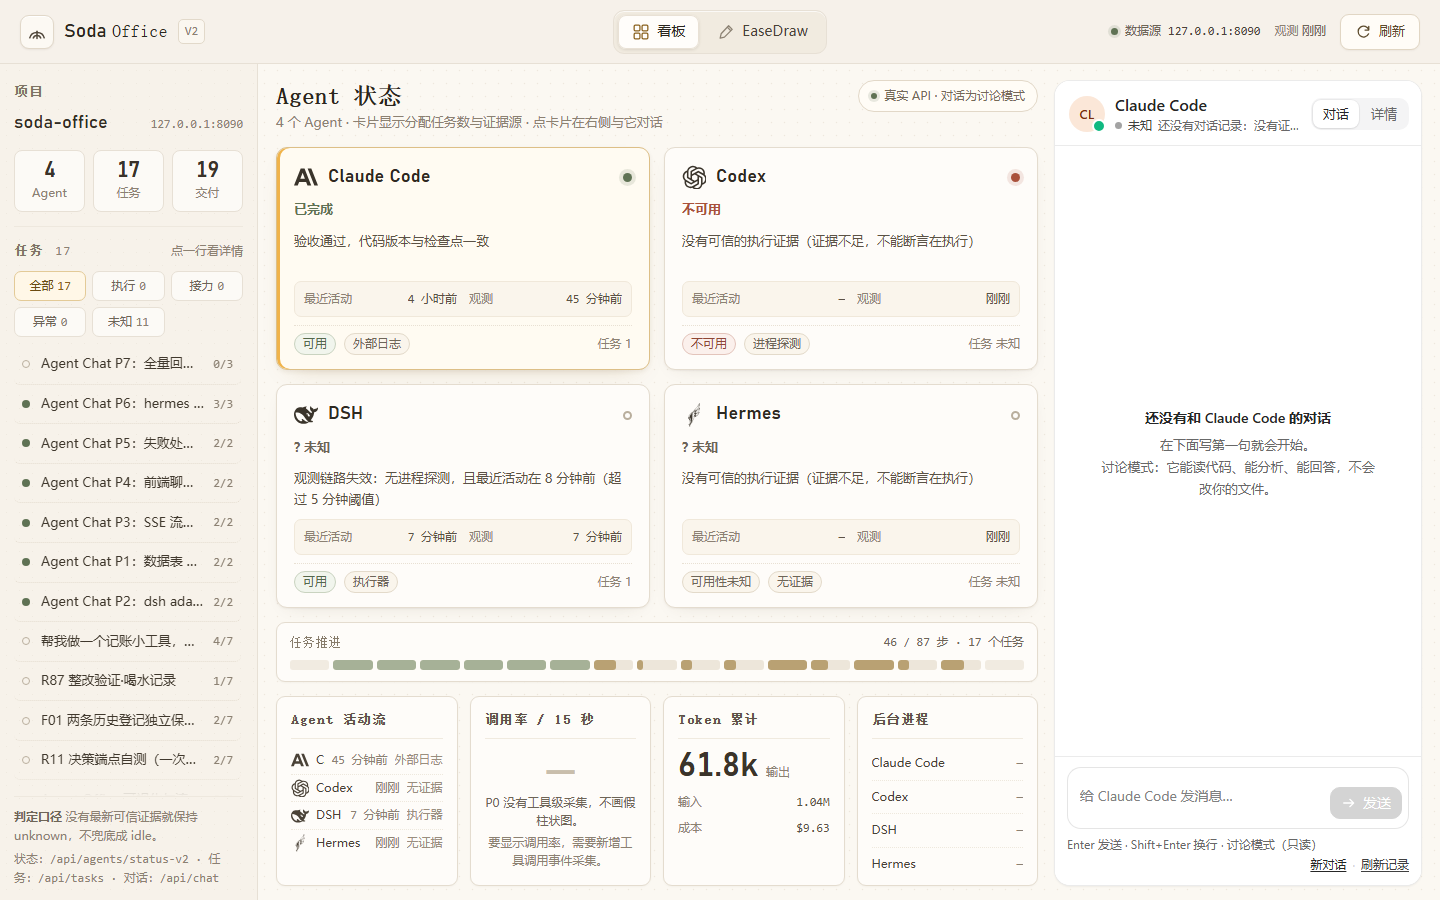 Soda Office V2
看板
EaseDraw
数据源 127.0.0.1:8090 观测 刚刚
刷新
项目
soda-office 127.0.0.1:8090
4 Agent
17 任务
19 交付
任务 17 点一行看详情
全部 17
执行 0
接力 0
异常 0
未知 11
Agent Chat P7：全量回... 0/3
Agent Chat P6：hermes ... 3/3
Agent Chat P5：失败处... 2/2
Agent Chat P4：前端聊... 2/2
Agent Chat P3：SSE 流... 2/2
Agent Chat P1：数据表 ... 2/2
Agent Chat P2：dsh ada... 2/2
帮我做一个记账小工具，... 4/7
R87 整改验证·喝水记录 1/7
F01 两条历史登记独立保... 2/7
R11 决策端点自测（一次... 2/7
判定口径 没有最新可信证据就保持
unknown，不兜底成 idle。
状态：/api/agents/status-v2 · 任
务：/api/tasks · 对话：/api/chat
Agent 状态
4 个 Agent · 卡片显示分配任务数与证据源 · 点卡片在右侧与它对话
真实 API · 对话为讨论模式
Claude Code
已完成
验收通过，代码版本与检查点一致
最近活动 4 小时前 观测 45 分钟前
可用 外部日志 任务 1
Codex
不可用
没有可信的执行证据（证据不足，不能断言在执行）
最近活动 – 观测 刚刚
不可用 进程探测 任务 未知
DSH
? 未知
观测链路失效：无进程探测，且最近活动在 8 分钟前（超
过 5 分钟阈值）
最近活动 7 分钟前 观测 7 分钟前
可用 执行器 任务 1
Hermes
? 未知
没有可信的执行证据（证据不足，不能断言在执行）
最近活动 – 观测 刚刚
可用性未知 无证据 任务 未知
任务推进 46 / 87 步 · 17 个任务
Agent 活动流
C 45 分钟前 外部日志
Codex 刚刚 无证据
DSH 7 分钟前 执行器
Hermes 刚刚 无证据
调用率 / 15 秒
—
P0 没有工具级采集，不画假
柱状图。
要显示调用率，需要新增工
具调用事件采集。
Token 累计
61.8k 输出
输入 1.04M
成本 $9.63
后台进程
Claude Code –
Codex –
DSH –
Hermes –
CL
Claude Code
未知 还没有对话记录：没有证...
对话
详情
还没有和 Claude Code 的对话
在下面写第一句就会开始。
讨论模式：它能读代码、能分析、能回答，不会
改你的文件。
给 Claude Code 发消息...
发送
Enter 发送 · Shift+Enter 换行 · 讨论模式（只读）
新对话 · 刷新记录